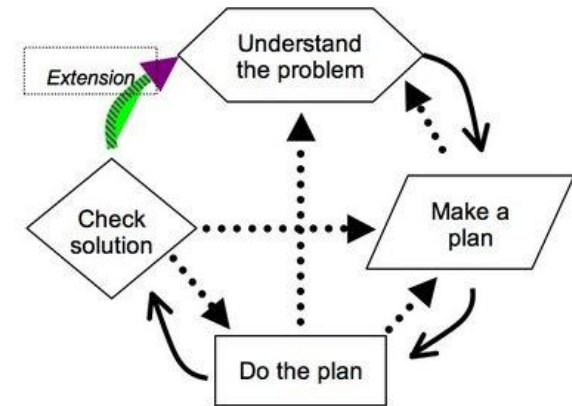 Understand
the problem
Extension
Check
solution
Make a
plan
Do the plan